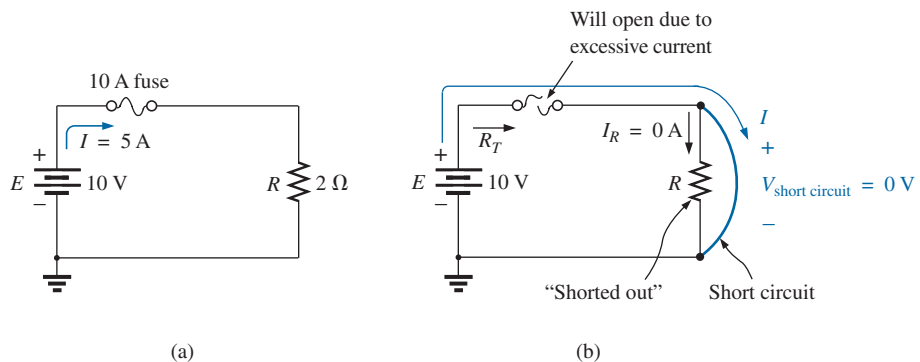 10 A fuse
I = 5 A
+
E
10 V
−
R
2 Ω
(a)
Will open due to
excessive current
I
R_T
I_R = 0 A
+
+
E
10 V
R
V_short circuit = 0 V
−
−
“Shorted out”
Short circuit
(b)